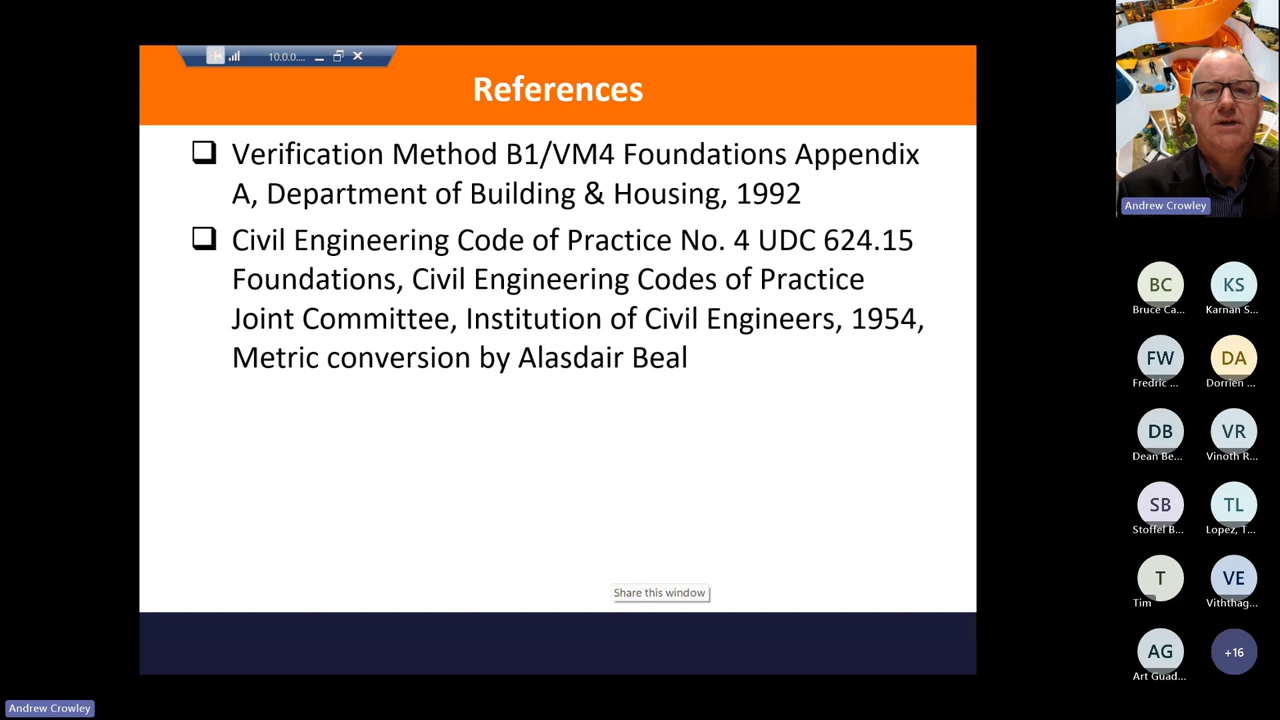 10.0.0....
References
Verification Method B1/VM4 Foundations Appendix
A, Department of Building & Housing, 1992
Civil Engineering Code of Practice No. 4 UDC 624.15
Foundations, Civil Engineering Codes of Practice
Joint Committee, Institution of Civil Engineers, 1954,
Metric conversion by Alasdair Beal
Share this window
Andrew Crowley
BC
Bruce Ca...
KS
Karnan S...
FW
Fredric ...
DA
Dorrien ...
DB
Dean Be...
VR
Vinoth R...
SB
Stoffel B...
TL
Lopez, T...
T
Tim
VE
Viththag...
AG
Art Guad...
+16
Andrew Crowley